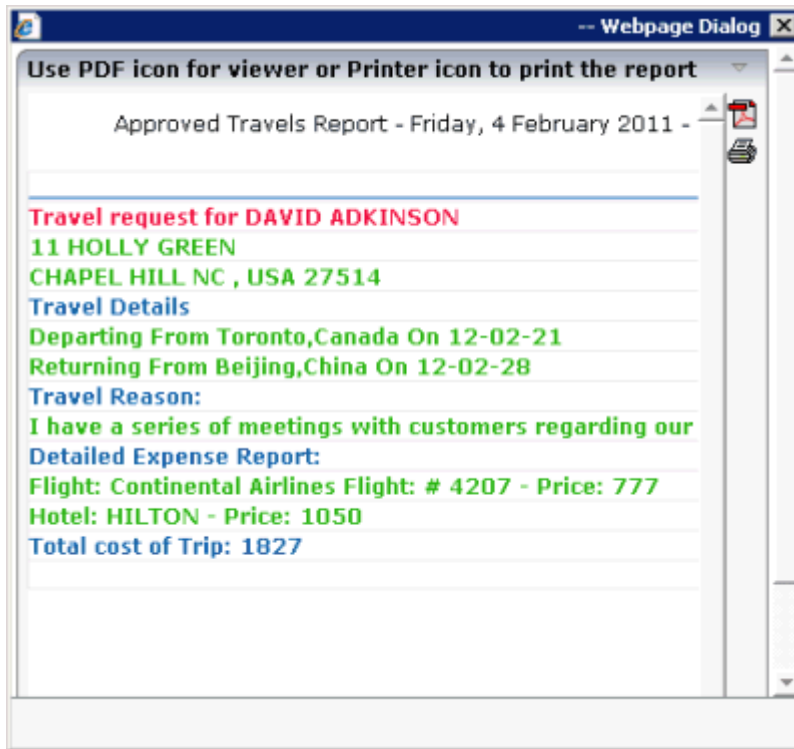 -- Webpage Dialog
Use PDF icon for viewer or Printer icon to print the report
Approved Travels Report - Friday, 4 February 2011 -
Travel request for DAVID ADKINSON
11 HOLLY GREEN
CHAPEL HILL NC , USA 27514
Travel Details
Departing From Toronto,Canada On 12-02-21
Returning From Beijing,China On 12-02-28
Travel Reason:
I have a series of meetings with customers regarding our
Detailed Expense Report:
Flight: Continental Airlines Flight: # 4207 - Price: 777
Hotel: HILTON - Price: 1050
Total cost of Trip: 1827